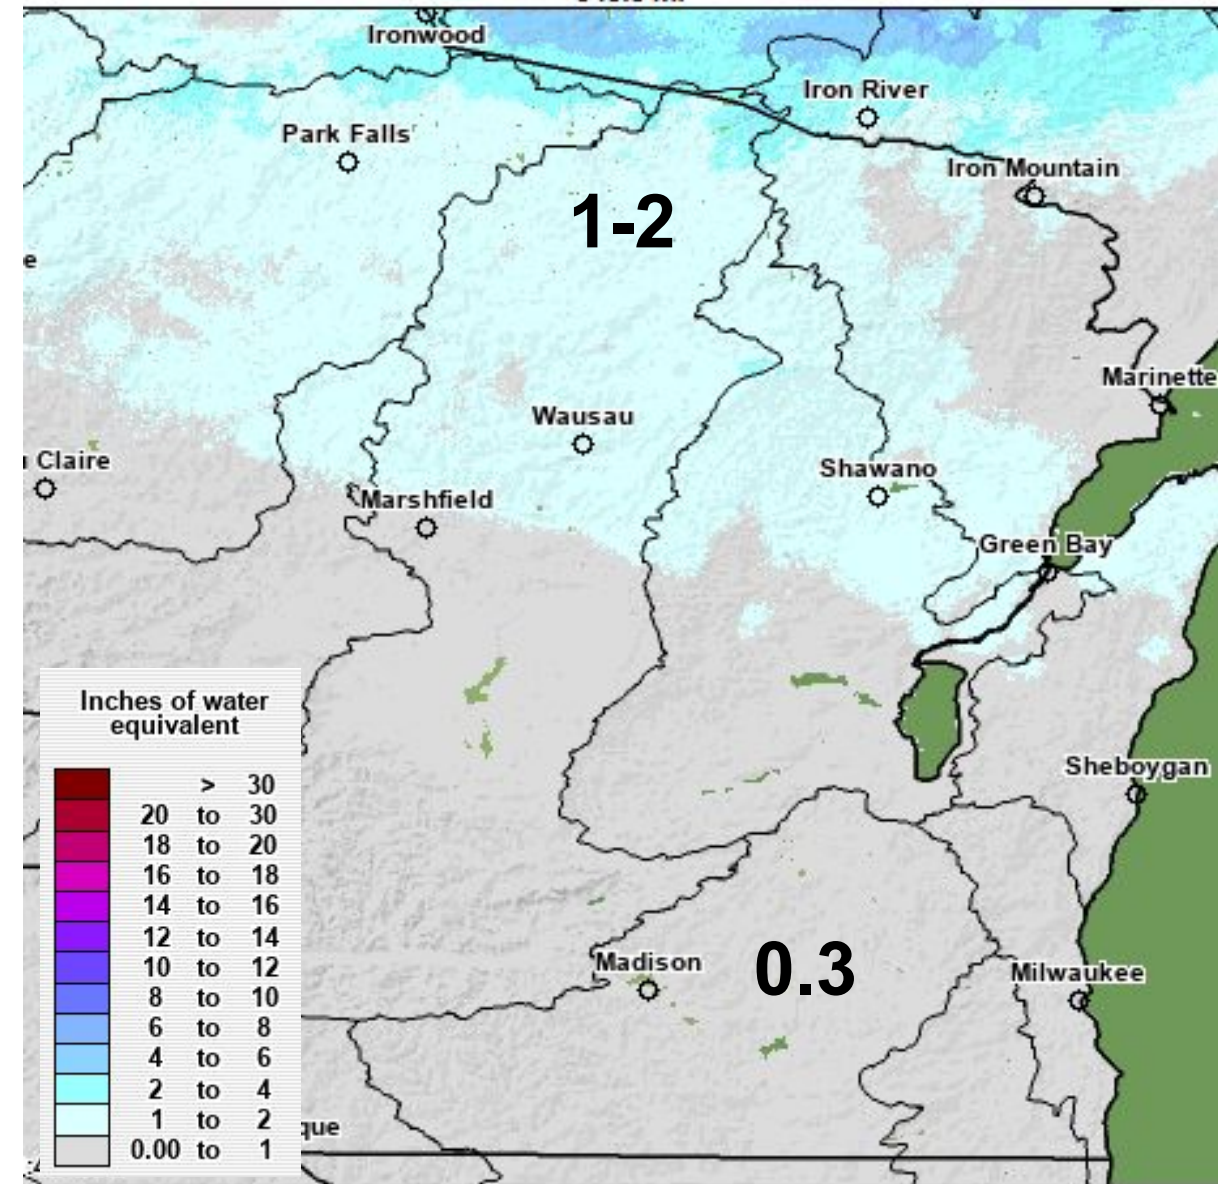 Ironwood
Iron River
Park Falls
Iron Mountain
1-2
e
Marinette
Wausau
Claire
Shawano
Marshfield
Green Bay
Inches of water
equivalent
> 30
20 to 30
18 to 20
16 to 18
14 to 16
12 to 14
10 to 12
8 to 10
6 to 8
4 to 6
2 to 4
1 to 2
0.00 to 1
Sheboygan
Madison
0.3
Milwaukee
que